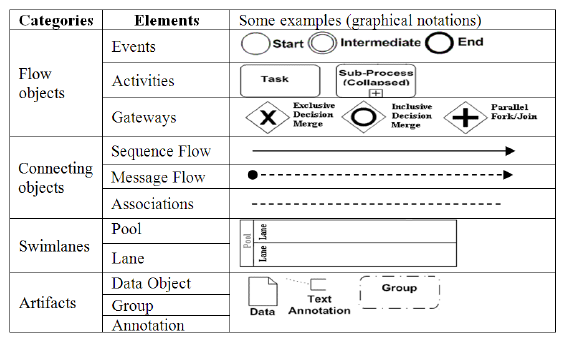 Categories Elements Some examples (graphical notations)
Flow
objects
Events
Start Intermediate End
Activities
Task
Sub-Process
(Collapsed)
Gateways
X
Exclusive
Decision
Merge
Inclusive
Decision
Merge
Parallel
Fork/Join
Connecting
objects
Sequence Flow
Message Flow
Associations
Swimlanes
Pool
Lane
Pool
Lane
Lane
Artifacts
Data Object
Group
Annotation
Data
Text
Annotation
Group